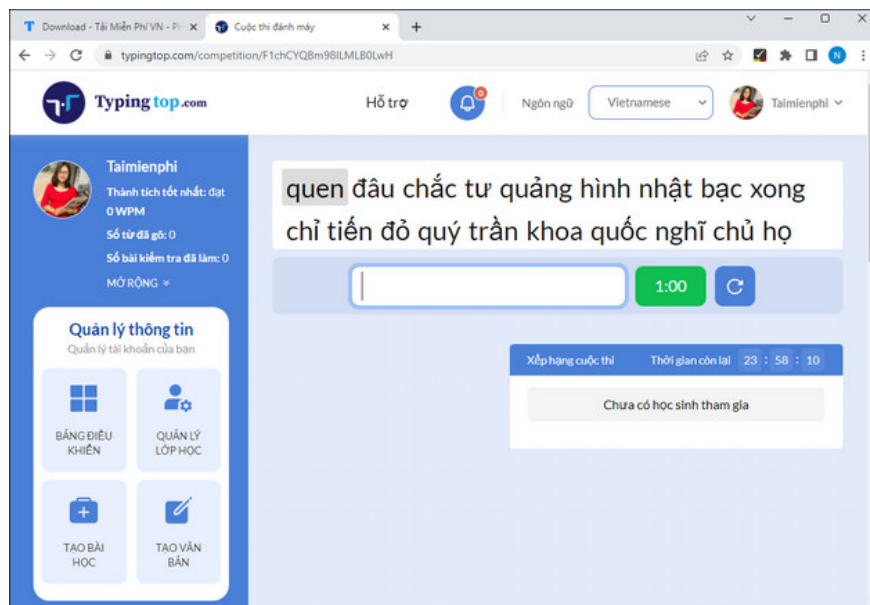 Download - Tải Miễn Phí VN - Ph
Cuộc thi đánh máy
typingtop.com/competition/F1chCYQBm98ILMLB0LwH
N
Typing top .com
Hỗ trợ
0
Ngôn ngữ
Vietnamese
Taimienphi
Taimienphi
Thành tích tốt nhất: đạt
0 WPM
Số từ đã gõ: 0
Số bài kiểm tra đã làm: 0
MỞ RỘNG
quen đâu chắc tư quảng hình nhật bạc xong
chỉ tiến đỏ quý trần khoa quốc nghĩ chủ họ
1:00
Quản lý thông tin
Quản lý tài khoản của bạn
BẢNG ĐIỀU
KHIỂN
QUẢN LÝ
LỚP HỌC
TẠO BÀI
HỌC
TẠO VĂN
BẢN
Xếp hạng cuộc thi
Thời gian còn lại 23 : 58 : 10
Chưa có học sinh tham gia